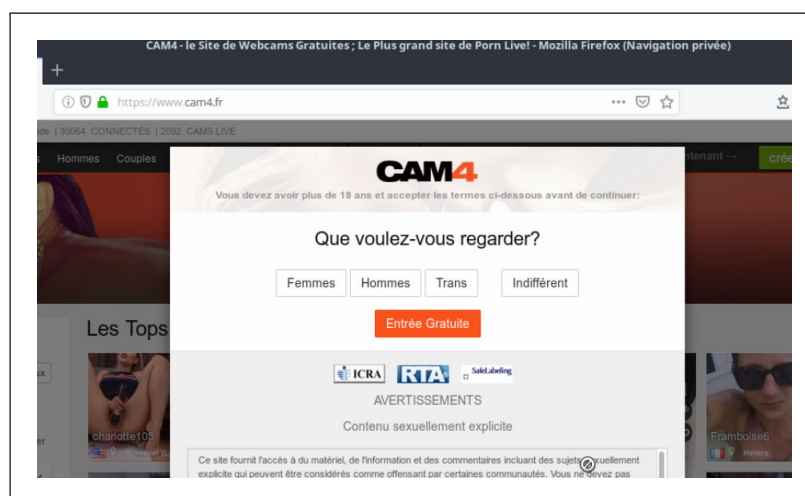 CAM4 - le Site de Webcams Gratuites ; Le Plus grand site de Porn Live! - Mozilla Firefox (Navigation privée)
https://www.cam4.fr
30064 CONNECTÉS | 2092 CAMS LIVE
Hommes Couples
CAM4
Vous devez avoir plus de 18 ans et accepter les termes ci-dessous avant de continuer:
Que voulez-vous regarder?
Femmes Hommes Trans Indifférent
Entrée Gratuite
Les Tops
ICRA RTA SafeLabeling
AVERTISSEMENTS
Contenu sexuellement explicite
charlotte105
Framboise6
Hétéro
Ce site fournit l'accès à du matériel, de l'information et des commentaires incluant des sujets sexuellement
explicite qui peuvent être considérés comme offensant par certaines communautés. Vous ne devez pas